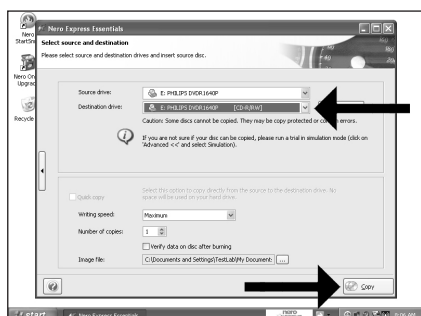 Nero Express Essentials
Select source and destination
Please select source and destination drives and insert source disc.
Nero
StartSm
Nero On
Upgrad
Recycle
Source drive: E: PHILIPS DVDR1640P
Destination drive: E: PHILIPS DVDR1640P [CD-R/RW]
Caution: Some discs cannot be copied. They may be copy protected or contain errors.
If you are not sure if your disc can be copied, please run a trial in simulation mode (click on
'Advanced <<' and select Simulation).
Quick copy
Select this option to copy directly from the source to the destination drive. No
space will be used on your hard drive.
Writing speed: Maximum
Number of copies: 1
Verify data on disc after burning
Image file: C:\Documents and Settings\TestLab\My Document: ...
Copy
start
Nero Express Essentials
nero